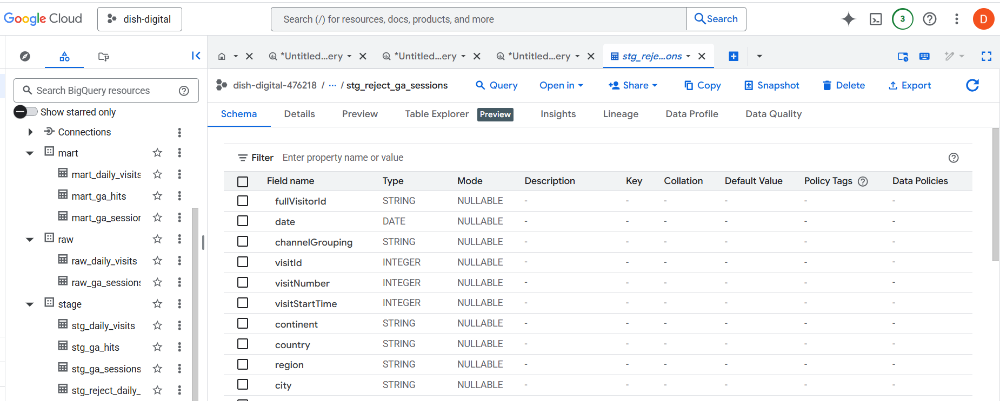 Google Cloud
dish-digital
Search (/) for resources, docs, products, and more
Search
3
D
*Untitled...ery
*Untitled...ery
*Untitled...ery
stg_reje...ons
Search BigQuery resources
Show starred only
Connections
mart
mart_daily_visits
mart_ga_hits
mart_ga_session
raw
raw_daily_visits
raw_ga_sessions
stage
stg_daily_visits
stg_ga_hits
stg_ga_sessions
stg_reject_daily_
dish-digital-476218 / ... / stg_reject_ga_sessions
Query
Open in
Share
Copy
Snapshot
Delete
Export
Schema
Details
Preview
Table Explorer Preview
Insights
Lineage
Data Profile
Data Quality
Filter Enter property name or value
Field name Type Mode Description Key Collation Default Value Policy Tags Data Policies
fullVisitorId STRING NULLABLE - - - - - -
date DATE NULLABLE - - - - - -
channelGrouping STRING NULLABLE - - - - - -
visitId INTEGER NULLABLE - - - - - -
visitNumber INTEGER NULLABLE - - - - - -
visitStartTime INTEGER NULLABLE - - - - - -
continent STRING NULLABLE - - - - - -
country STRING NULLABLE - - - - - -
region STRING NULLABLE - - - - - -
city STRING NULLABLE - - - - - -